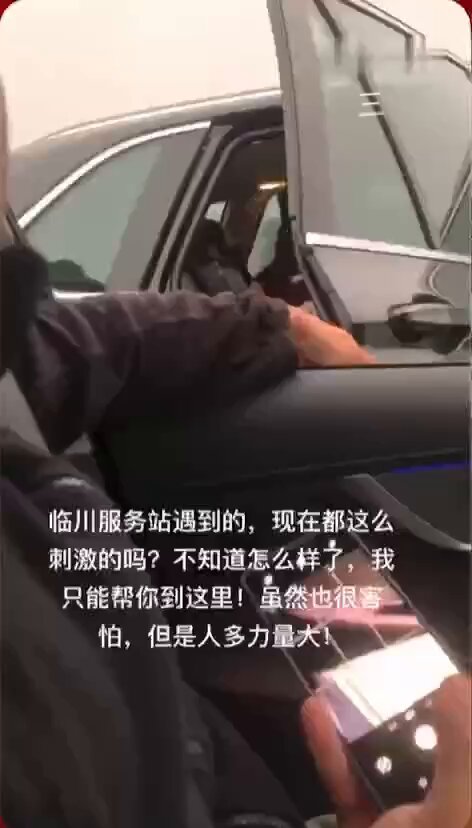 临川服务站遇到的，现在都这么
刺激的吗？不知道怎么样了，我
只能帮你到这里！虽然也很害
怕，但是人多力量大！